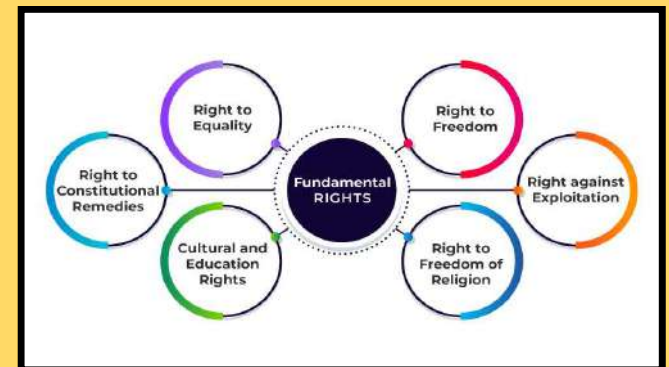 Right to
Equality
Right to
Freedom
Right to
Constitutional
Remedies
Fundamental
RIGHTS
Right against
Exploitation
Cultural and
Education
Rights
Right to
Freedom of
Religion